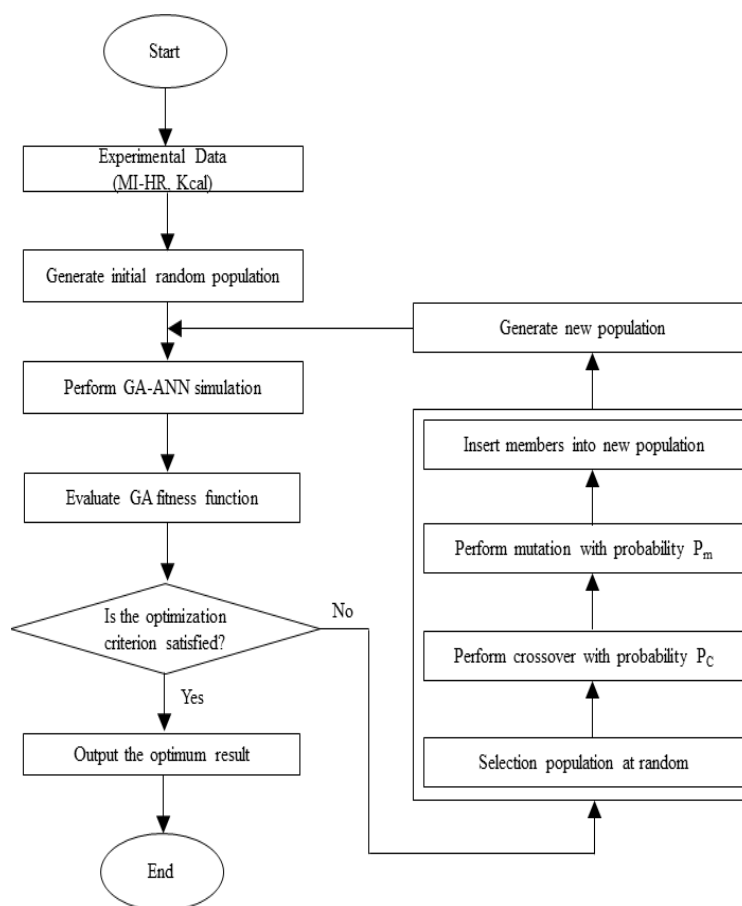 Start
Experimental Data
(MI-HR, Kcal)
Generate initial random population
Perform GA-ANN simulation
Evaluate GA fitness function
Is the optimization
criterion satisfied?
No
Yes
Output the optimum result
End
Generate new population
Insert members into new population
Perform mutation with probability Pm
Perform crossover with probability PC
Selection population at random